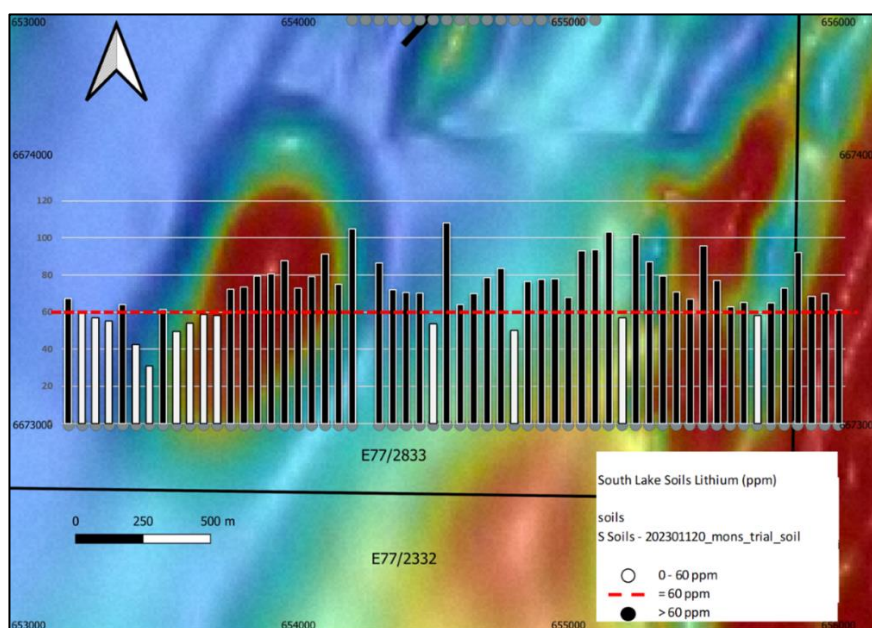 653000 654000 655000 656000
6674000 6674000
120
100
80
60
40
20
6673000 0 6673000
E77/2833
South Lake Soils Lithium (ppm)
soils
S Soils - 202301120_mons_trial_soil
0 - 60 ppm
= 60 ppm
> 60 ppm
0 250 500 m
E77/2332
653000 654000 655000 656000